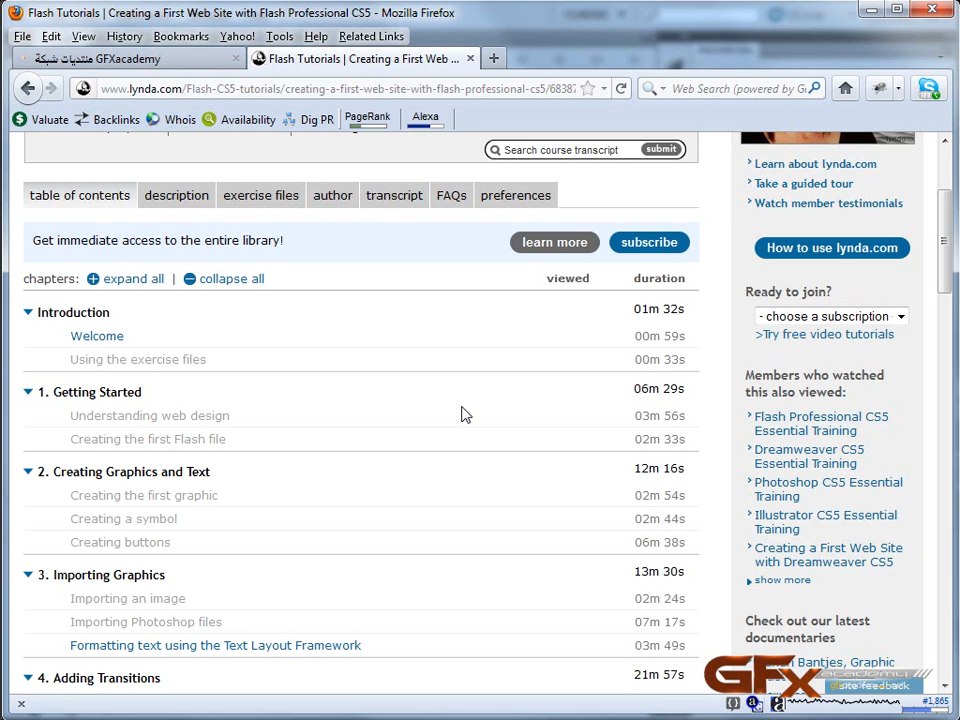 Flash Tutorials | Creating a First Web Site with Flash Professional CS5 - Mozilla Firefox
File Edit View History Bookmarks Yahoo! Tools Help Related Links
منتديات شبكة GFXacademy
Flash Tutorials | Creating a First Web ...
www.lynda.com/Flash-CS5-tutorials/creating-a-first-web-site-with-flash-professional-cs5/68387
Web Search (powered by G
Valuate Backlinks Whois Availability Dig PR PageRank Alexa
Search course transcript submit
table of contents description exercise files author transcript FAQs preferences
Get immediate access to the entire library! learn more subscribe
chapters: expand all | collapse all viewed duration
Introduction 01m 32s
Welcome 00m 59s
Using the exercise files 00m 33s
1. Getting Started 06m 29s
Understanding web design 03m 56s
Creating the first Flash file 02m 33s
2. Creating Graphics and Text 12m 16s
Creating the first graphic 02m 54s
Creating a symbol 02m 44s
Creating buttons 06m 38s
3. Importing Graphics 13m 30s
Importing an image 02m 24s
Importing Photoshop files 07m 17s
Formatting text using the Text Layout Framework 03m 49s
4. Adding Transitions 21m 57s
Learn about lynda.com
Take a guided tour
Watch member testimonials
How to use lynda.com
Ready to join?
- choose a subscription
>Try free video tutorials
Members who watched
this also viewed:
Flash Professional CS5
Essential Training
Dreamweaver CS5
Essential Training
Photoshop CS5 Essential
Training
Illustrator CS5 Essential
Training
Creating a First Web Site
with Dreamweaver CS5
show more
Check out our latest
documentaries
Bantjes, Graphic
GFx academy
site feedback
#1,865